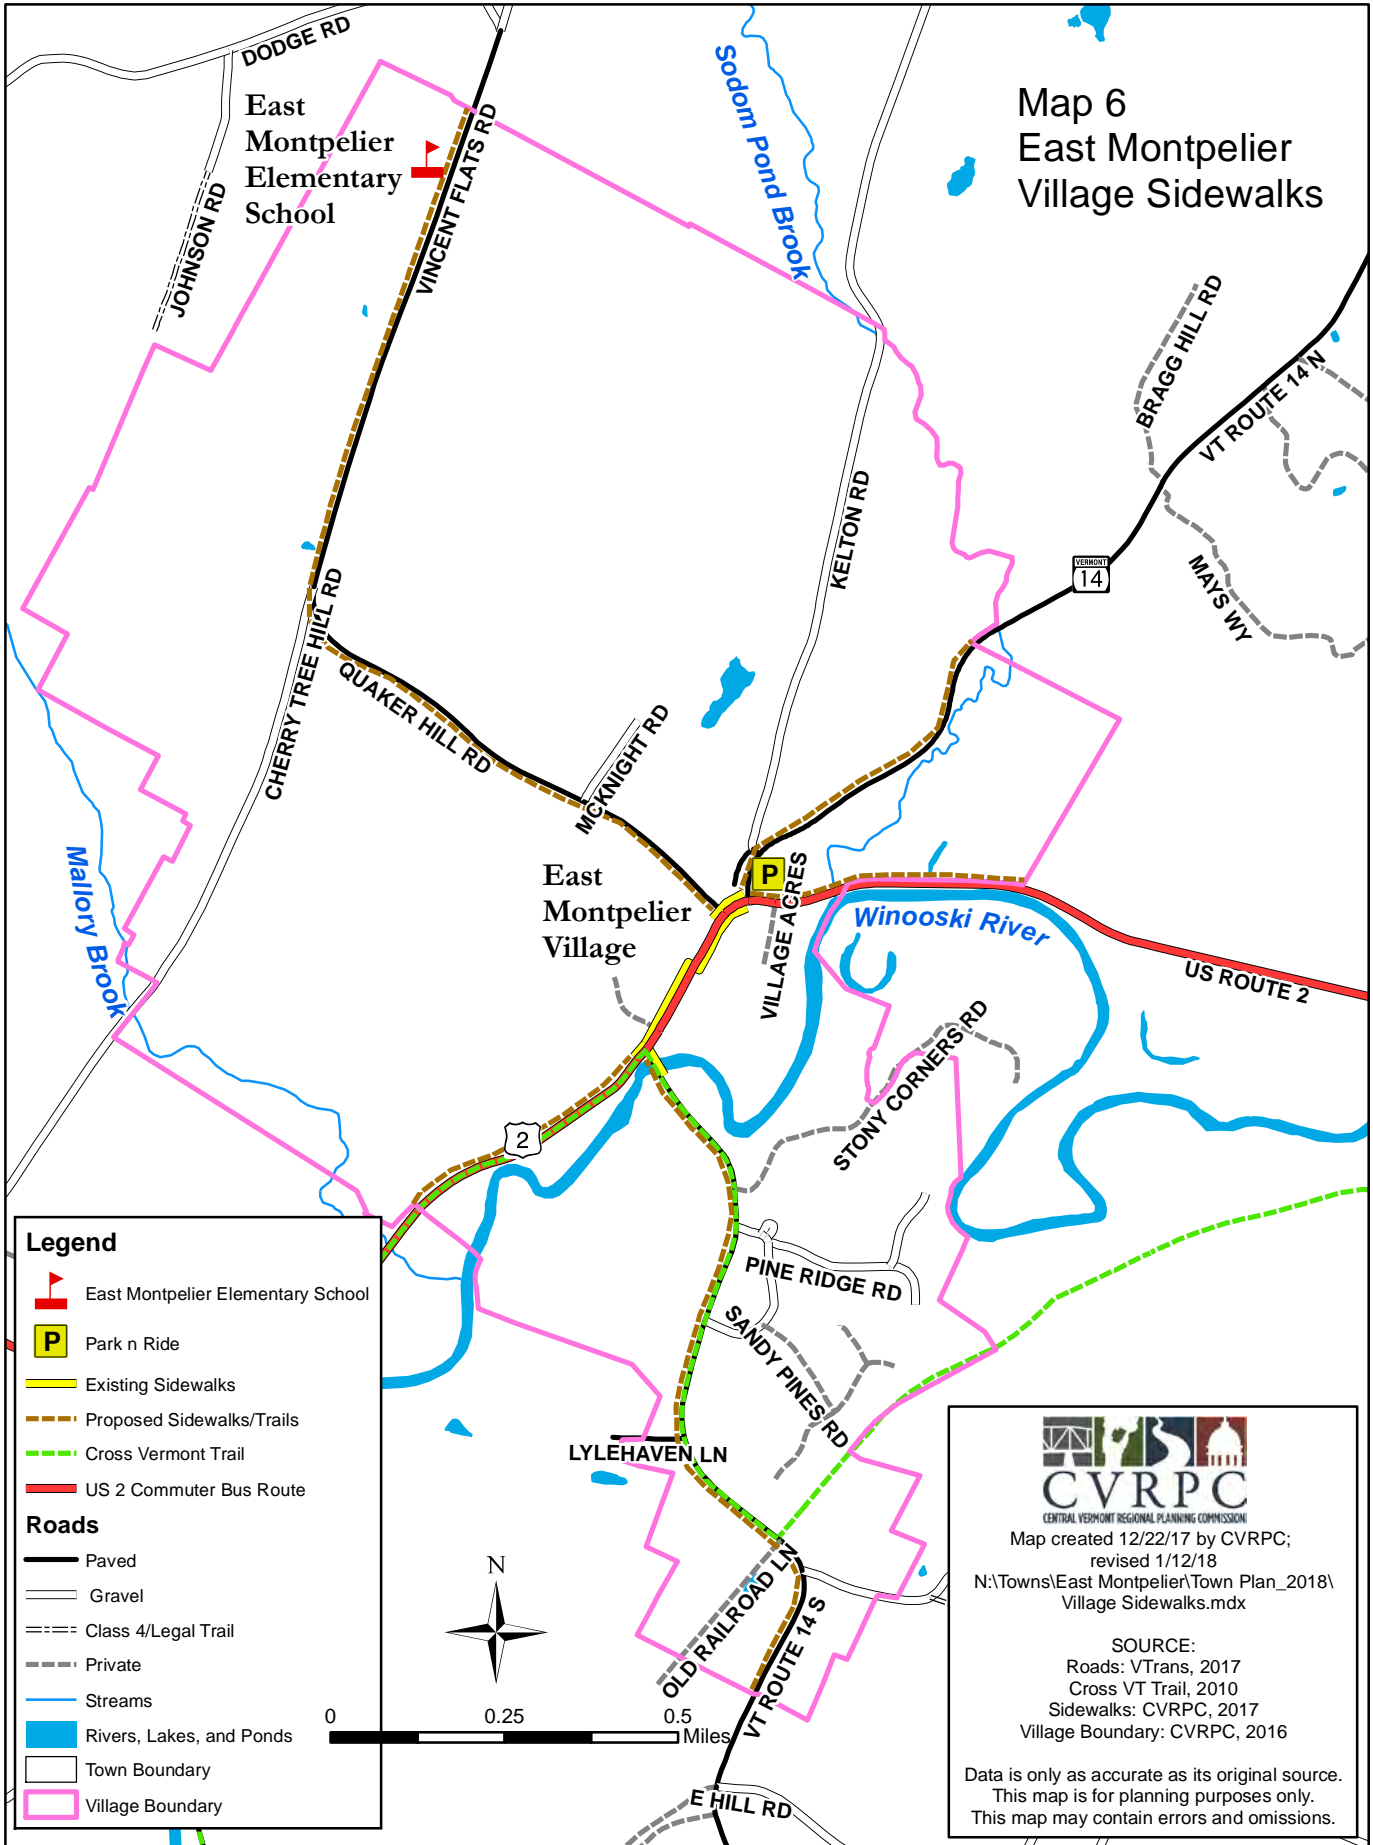 Map 6
East Montpelier
Village Sidewalks
DODGE RD
East
Montpelier
Elementary
School
JOHNSON RD
VINCENT FLATS RD
Sodom Pond Brook
BRAGG HILL RD
VT ROUTE 14 N
KELTON RD
VERMONT
14
MAYS WY
CHERRY TREE HILL RD
QUAKER HILL RD
MCKNIGHT RD
Mallory Brook
East
Montpelier
Village
P
VILLAGE ACRES
Winooski River
US ROUTE 2
STONY CORNERS RD
2
PINE RIDGE RD
SANDY PINES RD
LYLEHAVEN LN
OLD RAILROAD LN
VT ROUTE 14 S
E HILL RD
N
0 0.25 0.5
Miles
Legend
East Montpelier Elementary School
P Park n Ride
Existing Sidewalks
Proposed Sidewalks/Trails
Cross Vermont Trail
US 2 Commuter Bus Route
Roads
Paved
Gravel
Class 4/Legal Trail
Private
Streams
Rivers, Lakes, and Ponds
Town Boundary
Village Boundary
CVRPC
CENTRAL VERMONT REGIONAL PLANNING COMMISSION
Map created 12/22/17 by CVRPC;
revised 1/12/18
N:\Towns\East Montpelier\Town Plan_2018\
Village Sidewalks.mdx
SOURCE:
Roads: VTrans, 2017
Cross VT Trail, 2010
Sidewalks: CVRPC, 2017
Village Boundary: CVRPC, 2016
Data is only as accurate as its original source.
This map is for planning purposes only.
This map may contain errors and omissions.